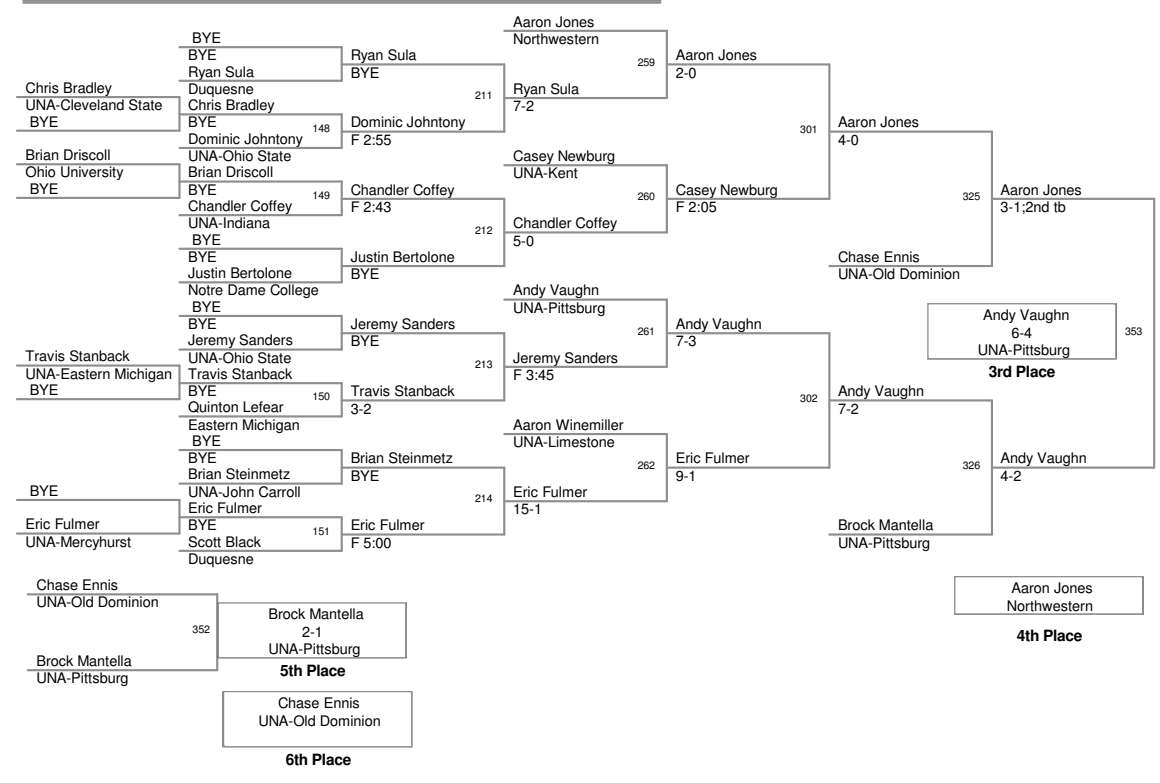 Aaron Jones
Northwestern
259
Aaron Jones
2-0
BYE
BYE
Ryan Sula
Duquesne
Ryan Sula
BYE
211
Ryan Sula
7-2
Chris Bradley
UNA-Cleveland State
BYE
Chris Bradley
BYE
148
Dominic Johntony
UNA-Ohio State
Dominic Johntony
F 2:55
301
Aaron Jones
4-0
Brian Driscoll
Ohio University
BYE
Brian Driscoll
BYE
149
Chandler Coffey
UNA-Indiana
Chandler Coffey
F 2:43
Casey Newburg
UNA-Kent
260
Casey Newburg
F 2:05
212
Chandler Coffey
5-0
BYE
BYE
Justin Bertolone
Notre Dame College
Justin Bertolone
BYE
325
Aaron Jones
3-1;2nd tb
Chase Ennis
UNA-Old Dominion
Andy Vaughn
UNA-Pittsburg
261
Andy Vaughn
7-3
BYE
BYE
Jeremy Sanders
UNA-Ohio State
Jeremy Sanders
BYE
213
Jeremy Sanders
F 3:45
Andy Vaughn
6-4
UNA-Pittsburg
353
3rd Place
Travis Stanback
UNA-Eastern Michigan
BYE
Travis Stanback
BYE
150
Quinton Lefear
Eastern Michigan
Travis Stanback
3-2
302
Andy Vaughn
7-2
Aaron Winemiller
UNA-Limestone
262
Eric Fulmer
9-1
BYE
BYE
Brian Steinmetz
UNA-John Carroll
Brian Steinmetz
BYE
214
Eric Fulmer
15-1
326
Andy Vaughn
4-2
BYE
Eric Fulmer
UNA-Mercyhurst
Eric Fulmer
BYE
151
Scott Black
Duquesne
Eric Fulmer
F 5:00
Brock Mantella
UNA-Pittsburg
Chase Ennis
UNA-Old Dominion
352
Brock Mantella
UNA-Pittsburg
Brock Mantella
2-1
UNA-Pittsburg
5th Place
Aaron Jones
Northwestern
4th Place
Chase Ennis
UNA-Old Dominion
6th Place